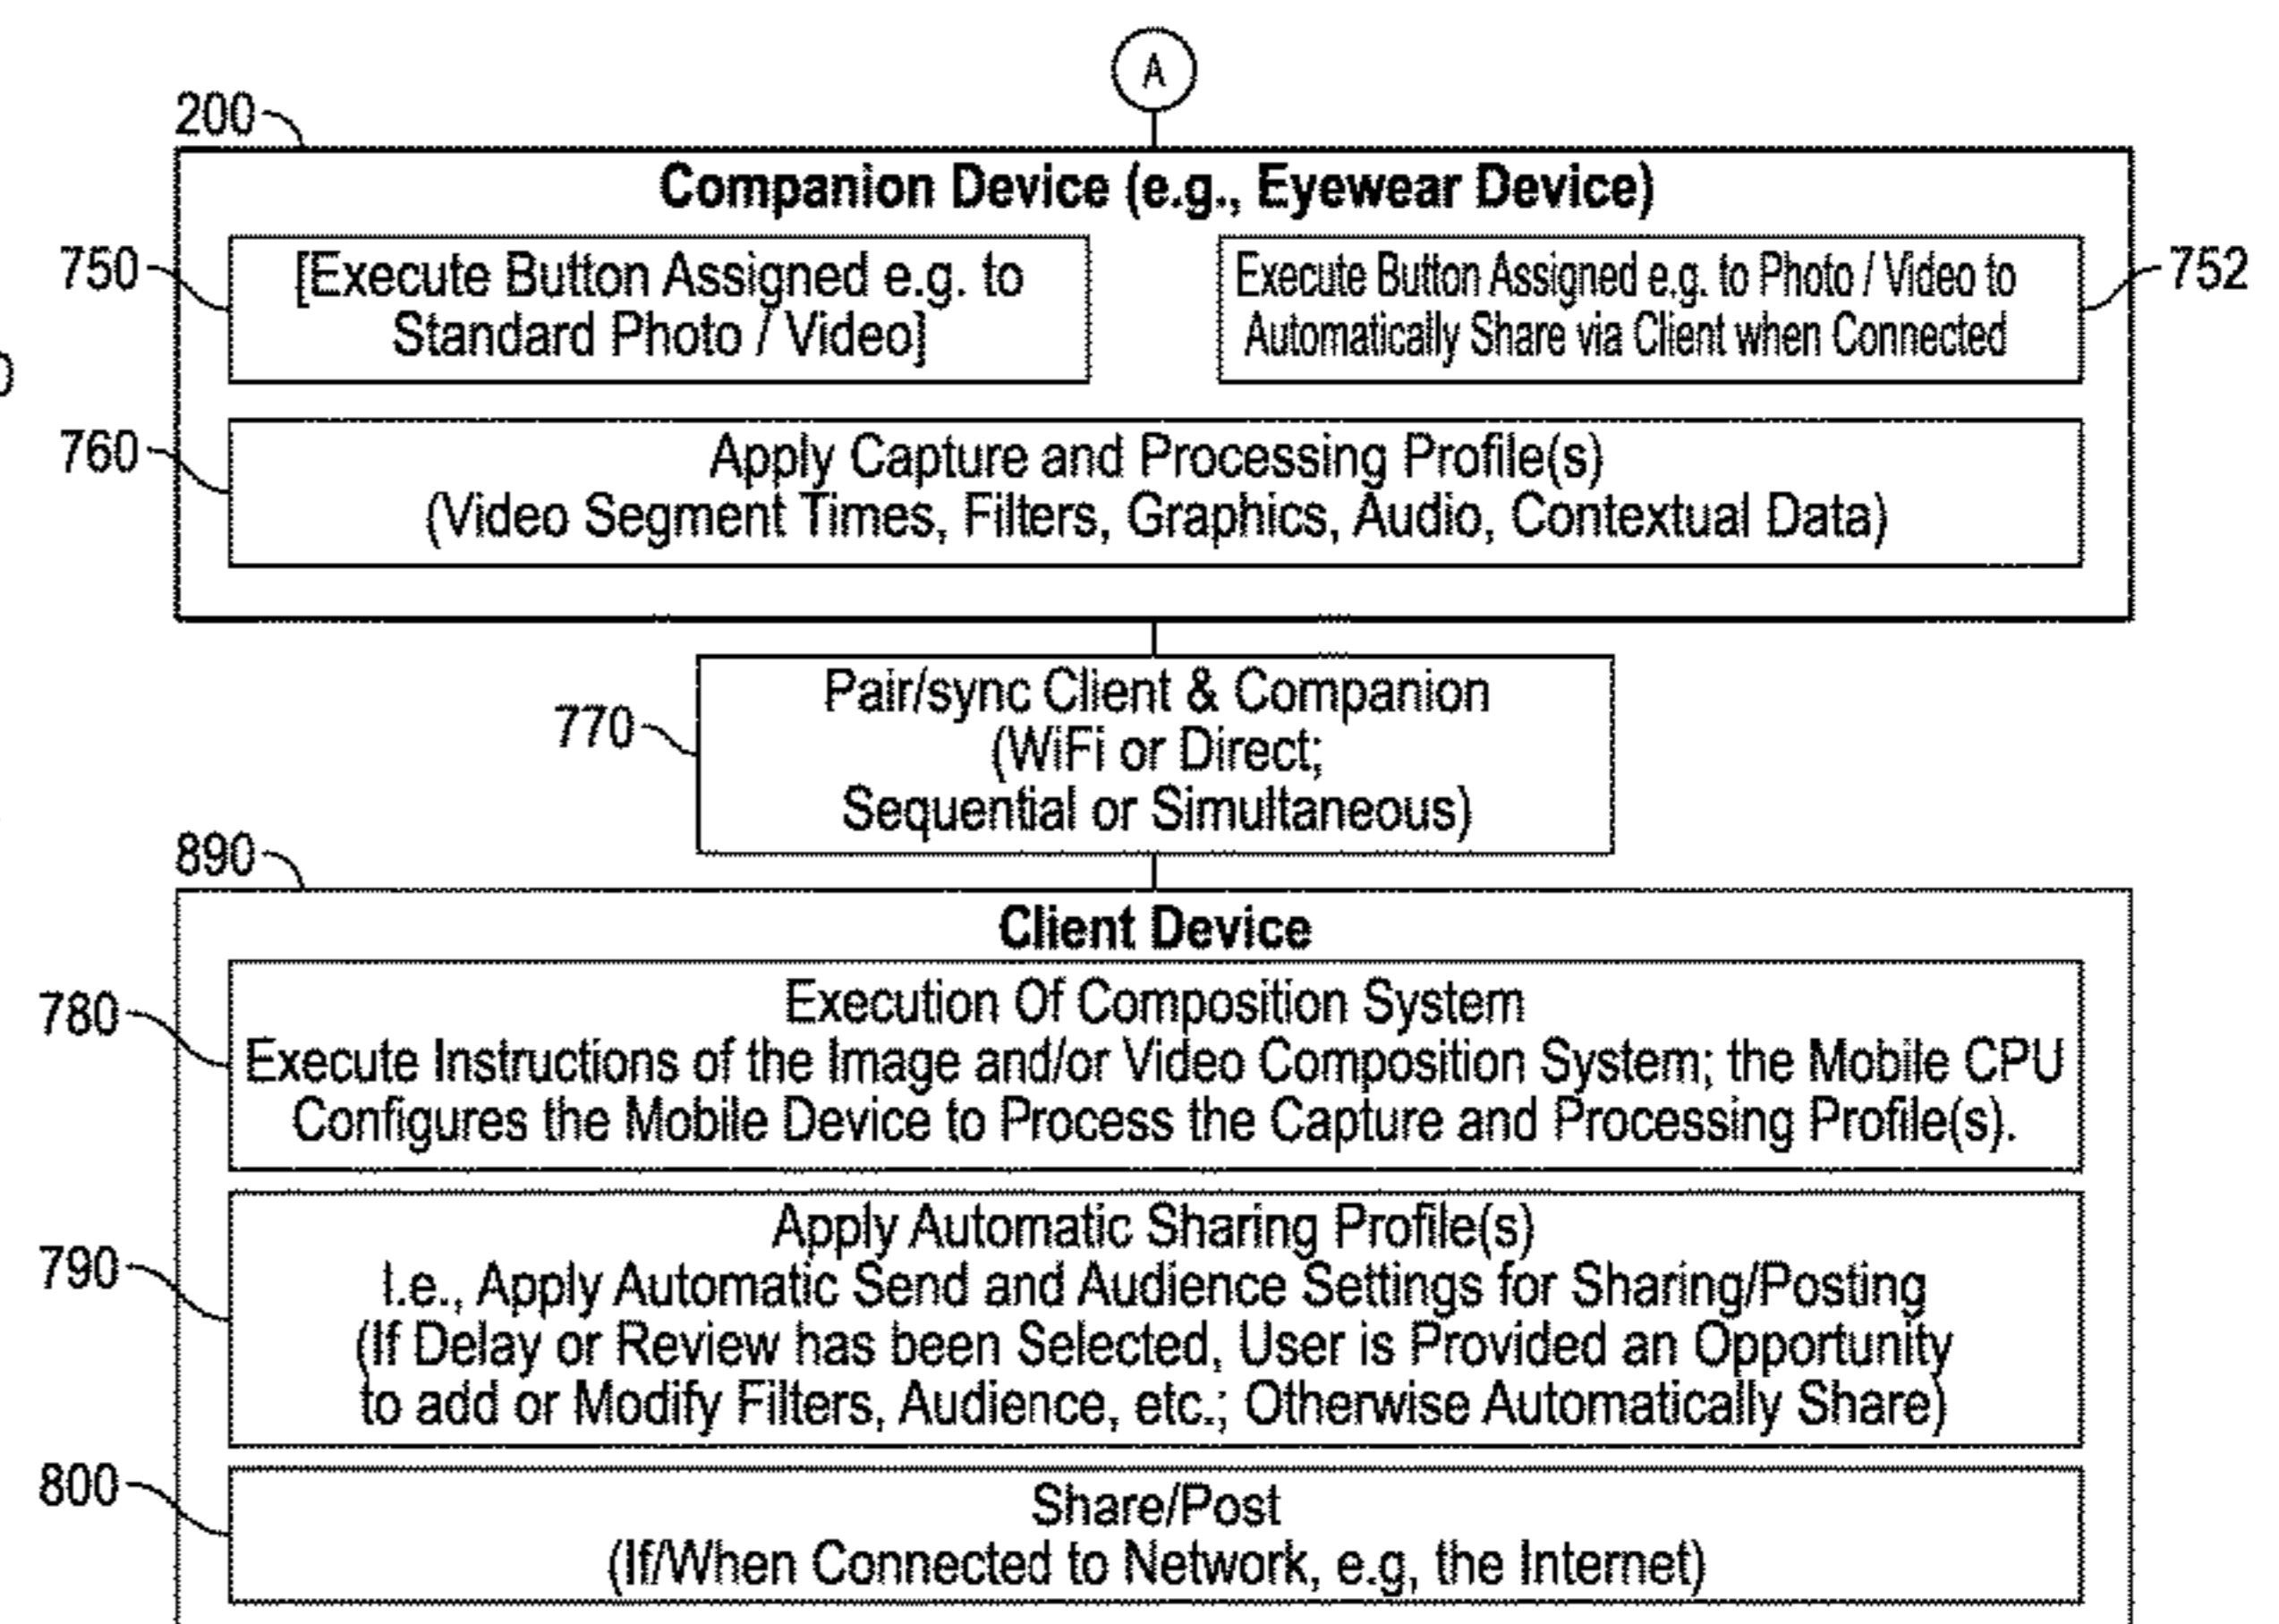 A
200
Companion Device (e.g., Eyewear Device)
750
[Execute Button Assigned e.g. to
Standard Photo / Video]
Execute Button Assigned e.g. to Photo / Video to
Automatically Share via Client when Connected
752
760
Apply Capture and Processing Profile(s)
(Video Segment Times, Filters, Graphics, Audio, Contextual Data)
770
Pair/sync Client & Companion
(WiFi or Direct;
Sequential or Simultaneous)
890
Client Device
780
Execution Of Composition System
Execute Instructions of the Image and/or Video Composition System; the Mobile CPU
Configures the Mobile Device to Process the Capture and Processing Profile(s).
790
Apply Automatic Sharing Profile(s)
I.e., Apply Automatic Send and Audience Settings for Sharing/Posting
(If Delay or Review has been Selected, User is Provided an Opportunity
to add or Modify Filters, Audience, etc.; Otherwise Automatically Share)
800
Share/Post
(If/When Connected to Network, e.g, the Internet)